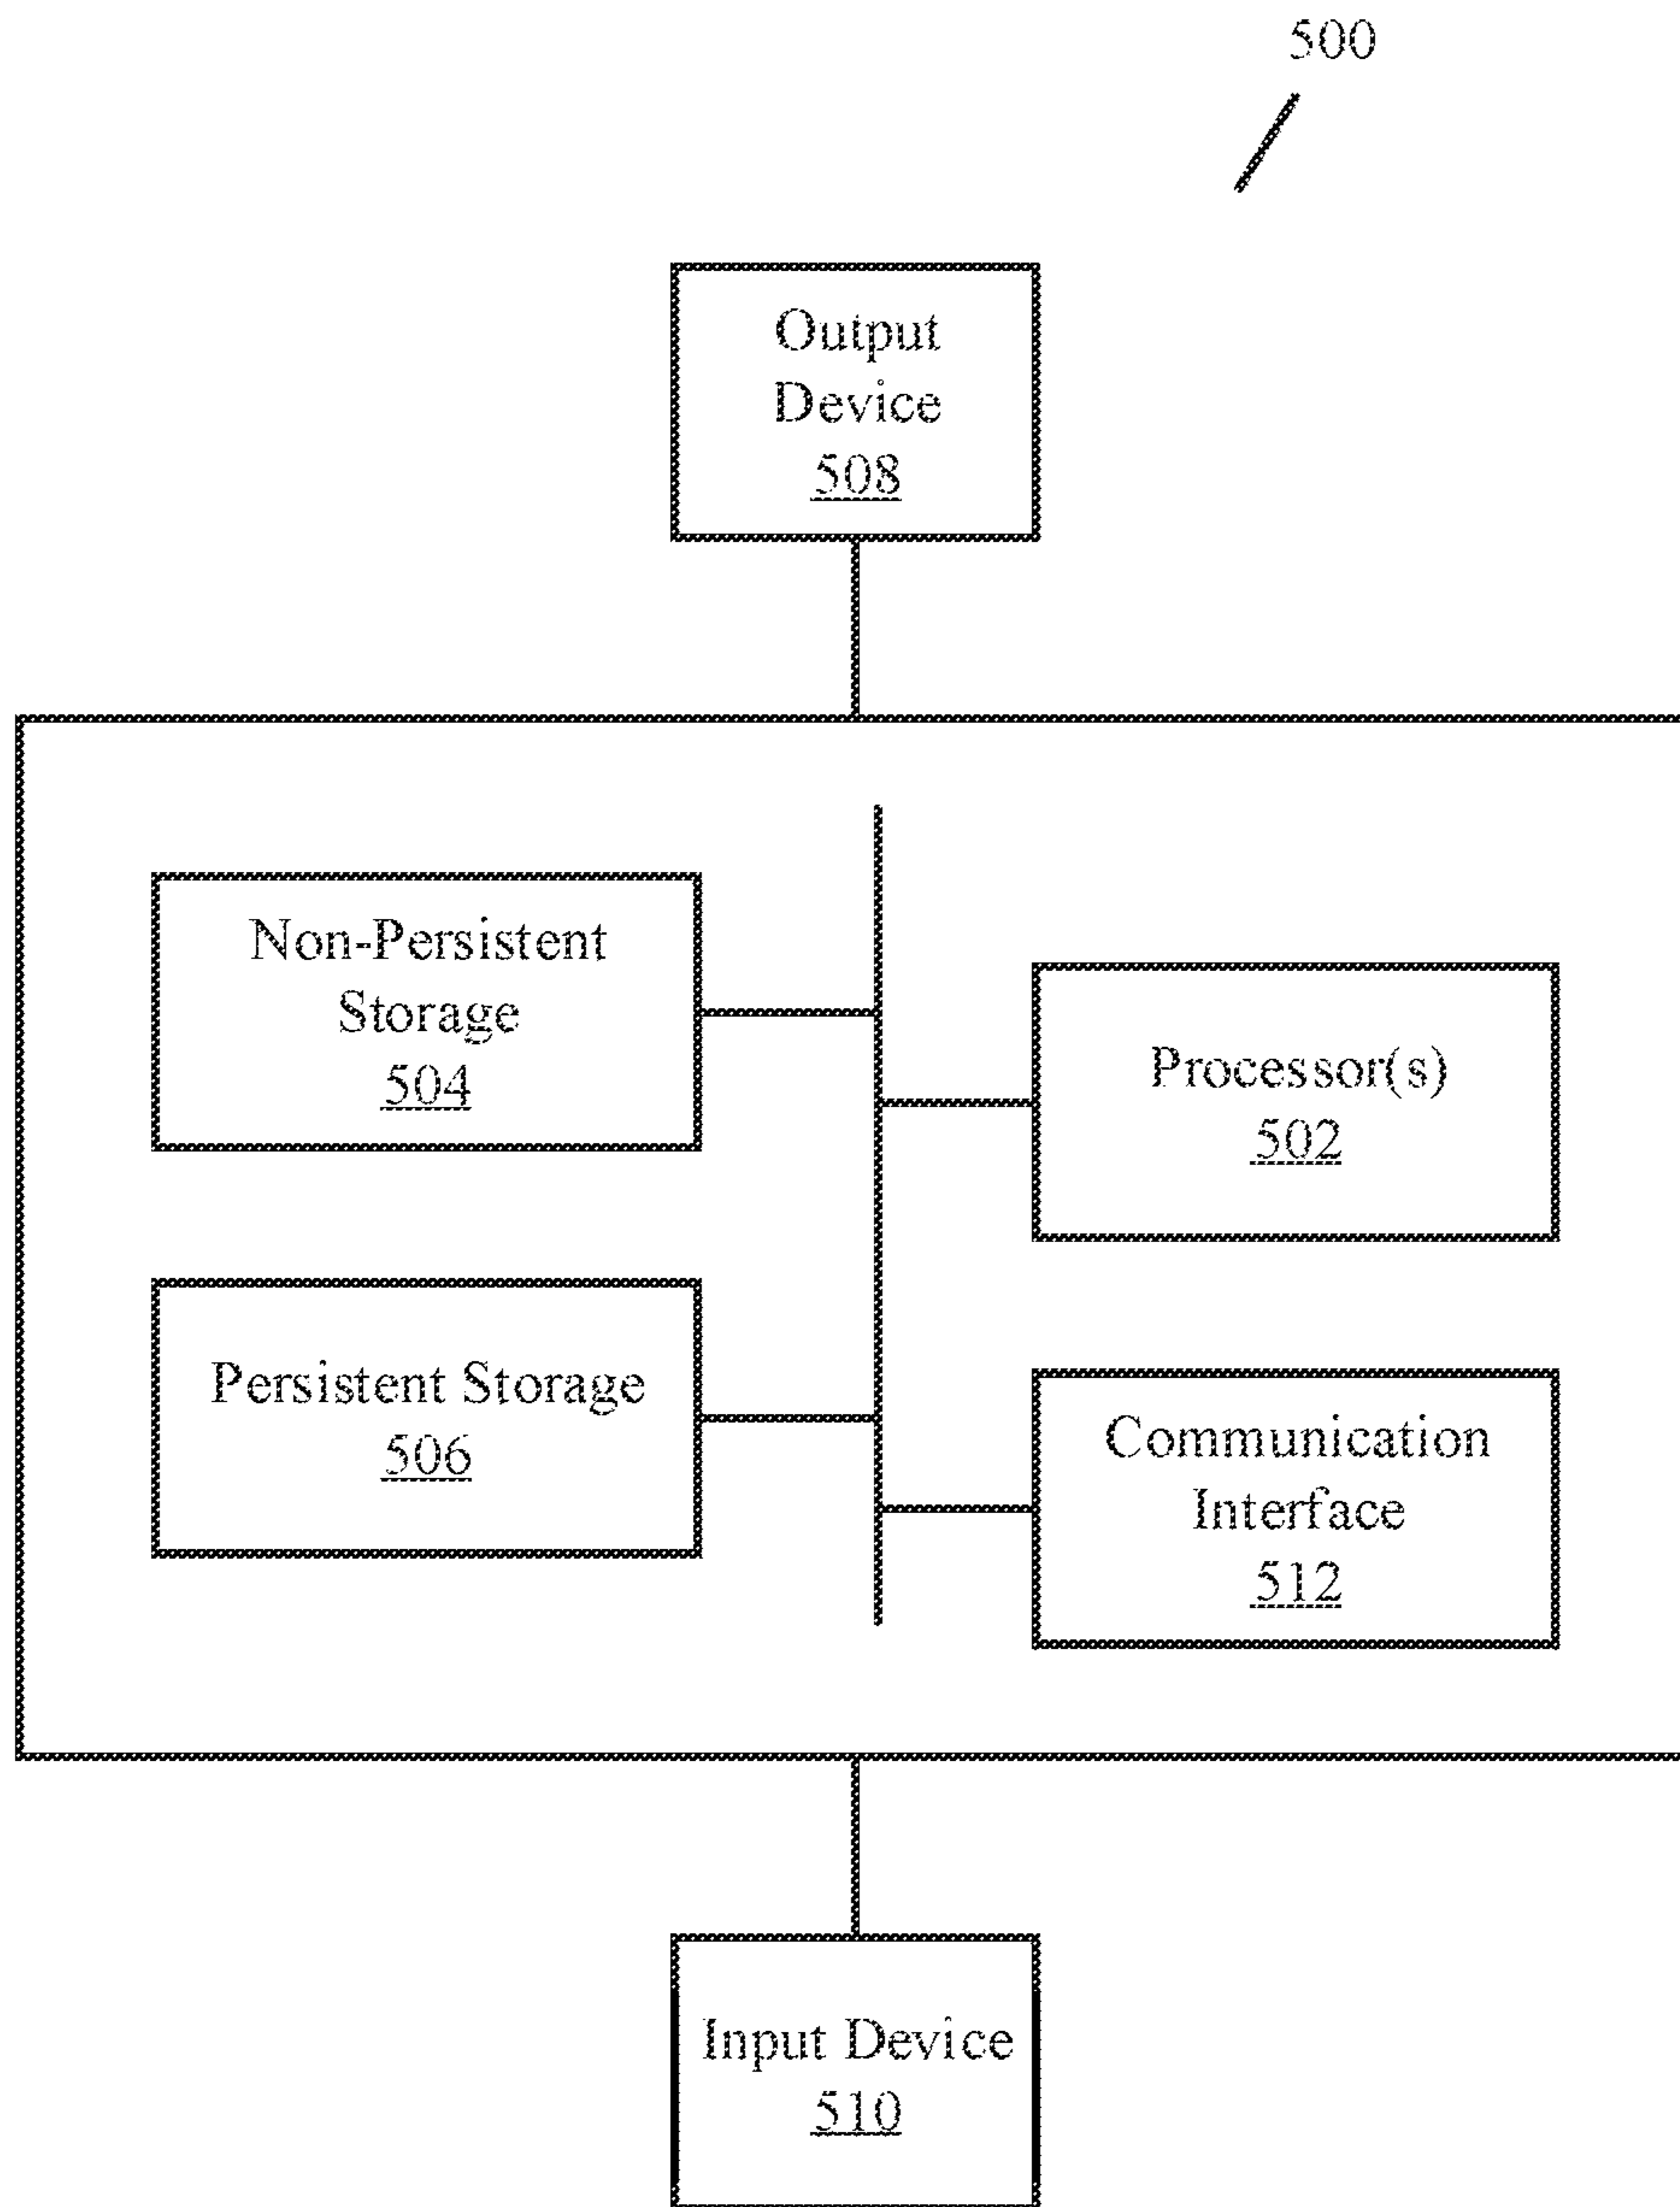 500
Output
Device
508
Non-Persistent
Storage
504
Processor(s)
502
Persistent Storage
506
Communication
Interface
512
Input Device
510